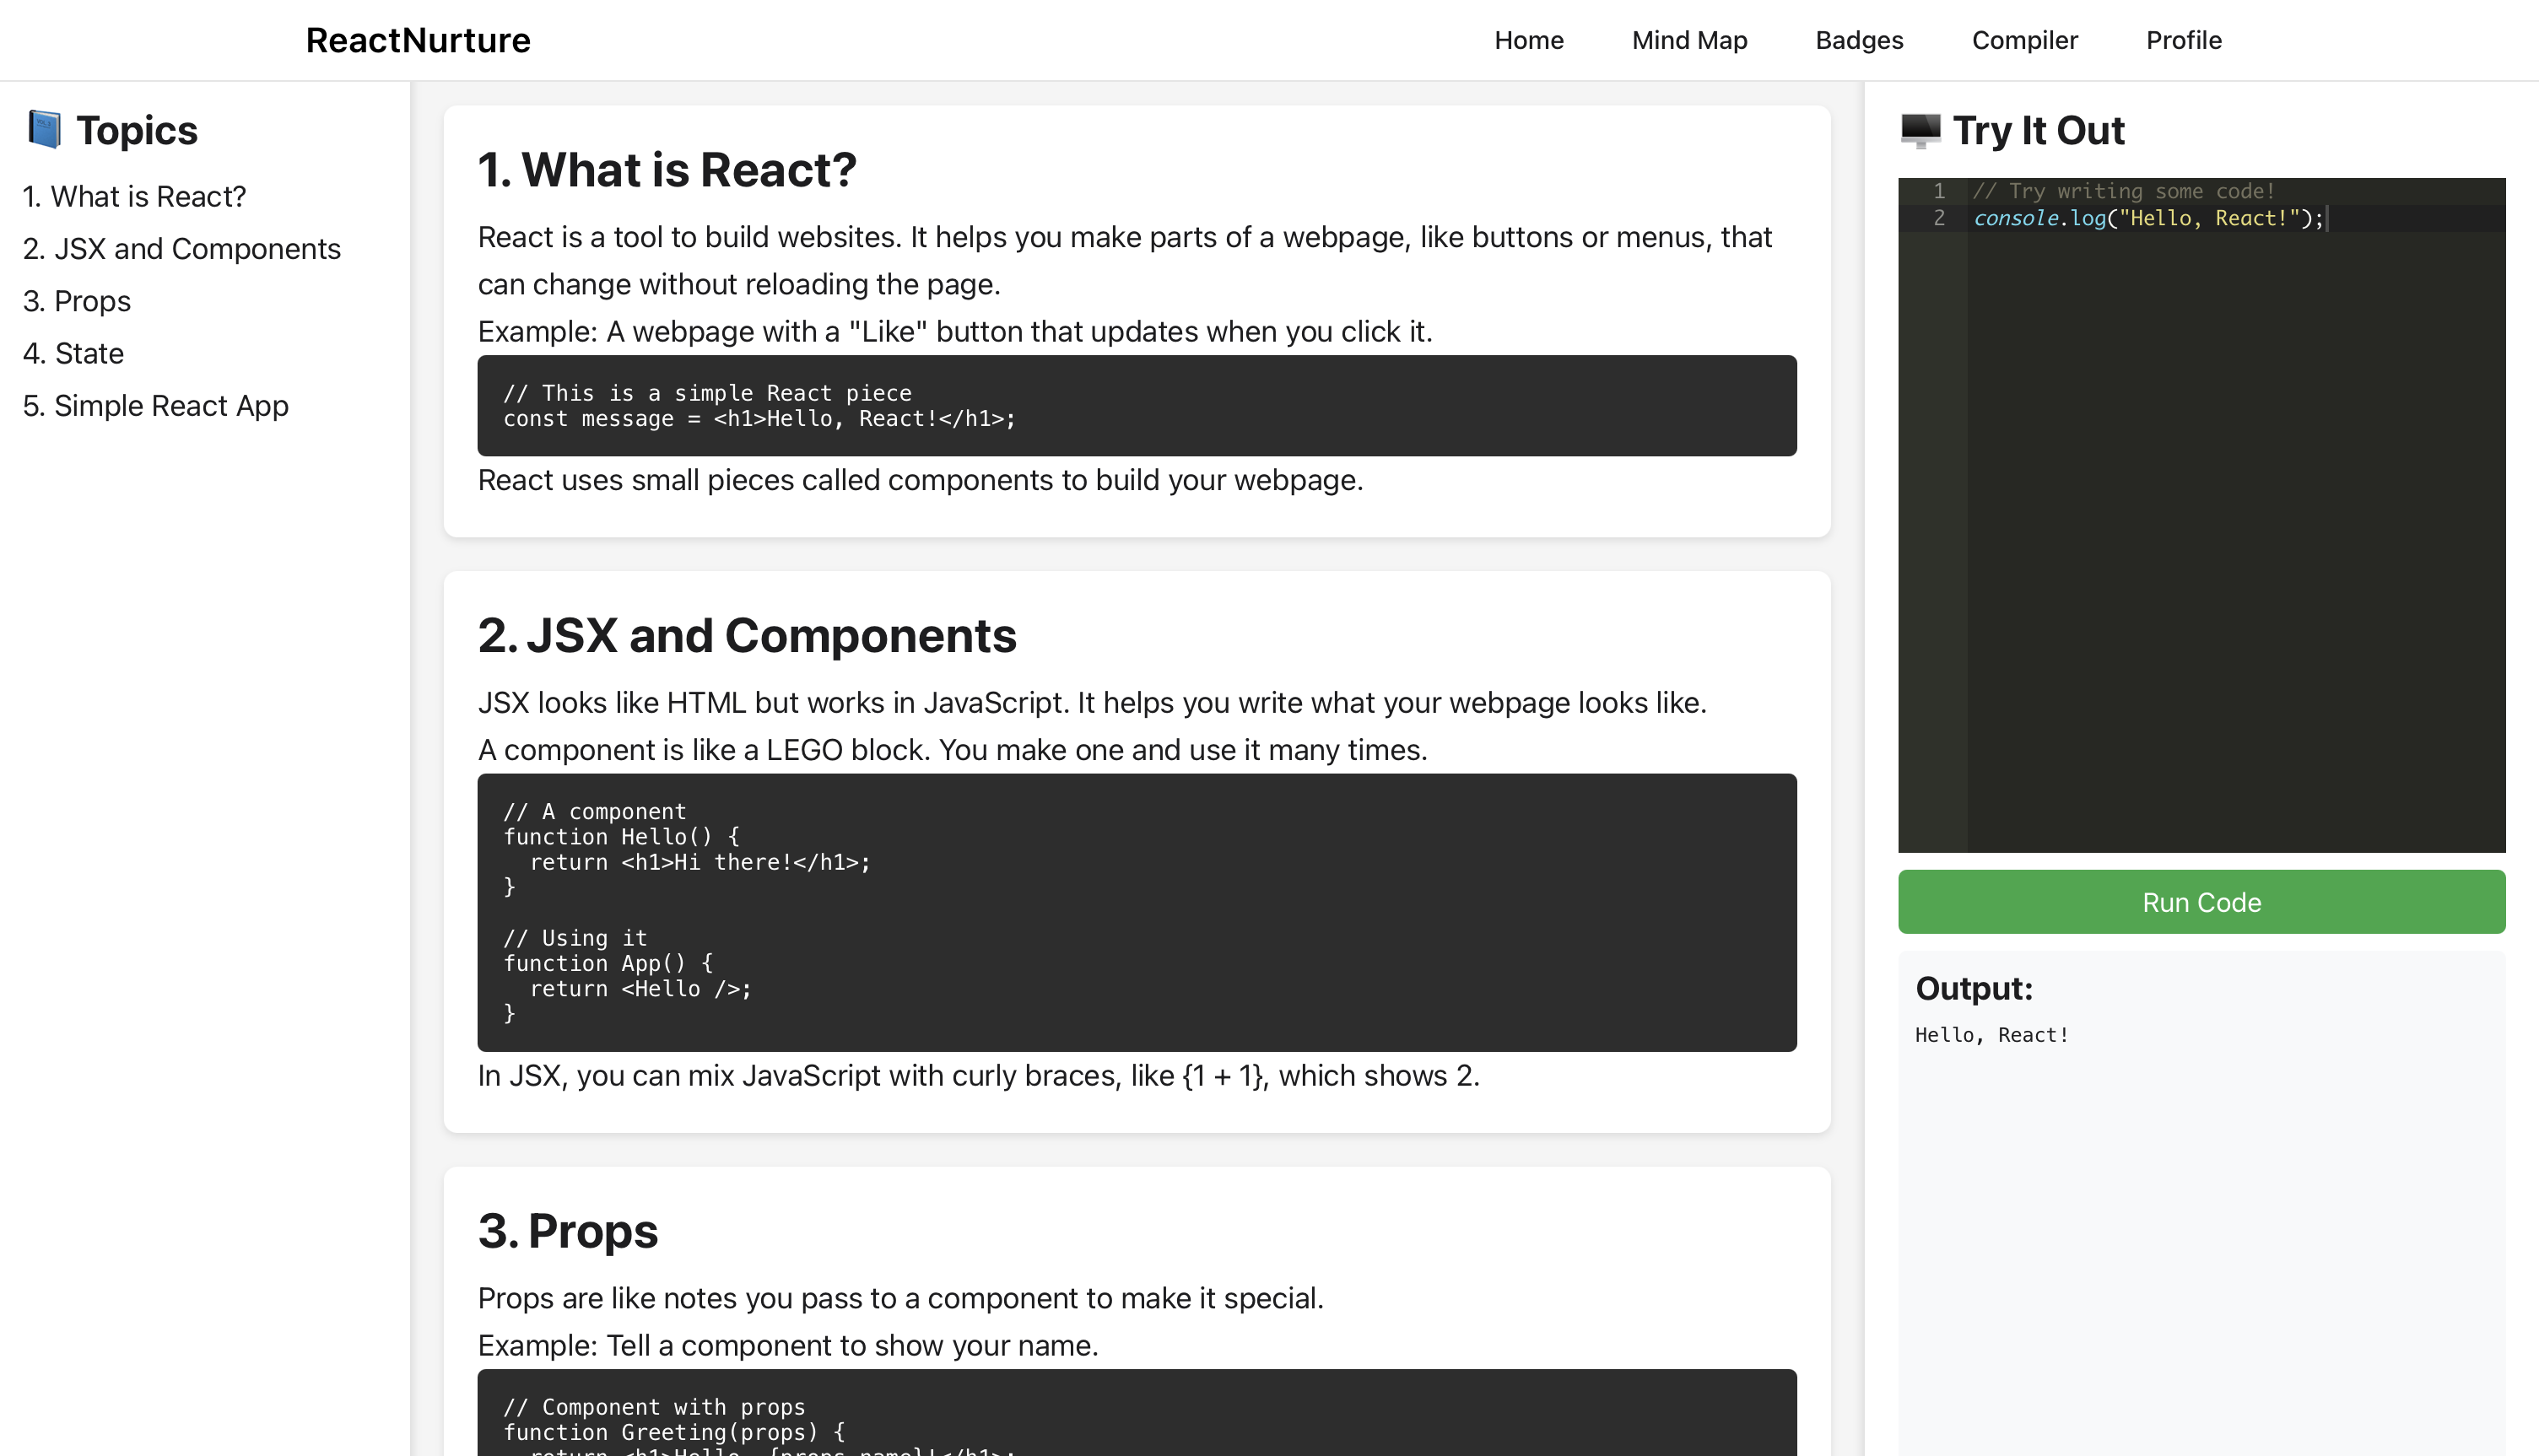 ReactNurture
Home
Mind Map
Badges
Compiler
Profile
Topics
1. What is React?
2. JSX and Components
3. Props
4. State
5. Simple React App
1. What is React?
React is a tool to build websites. It helps you make parts of a webpage, like buttons or menus, that
can change without reloading the page.
Example: A webpage with a "Like" button that updates when you click it.
// This is a simple React piece
const message = <h1>Hello, React!</h1>;
React uses small pieces called components to build your webpage.
2. JSX and Components
JSX looks like HTML but works in JavaScript. It helps you write what your webpage looks like.
A component is like a LEGO block. You make one and use it many times.
// A component
function Hello() {
  return <h1>Hi there!</h1>;
}
// Using it
function App() {
  return <Hello />;
}
In JSX, you can mix JavaScript with curly braces, like {1 + 1}, which shows 2.
3. Props
Props are like notes you pass to a component to make it special.
Example: Tell a component to show your name.
// Component with props
function Greeting(props) {
  return <h1>Hello, {props.name}!</h1>;
Try It Out
1 // Try writing some code!
2 console.log("Hello, React!");
Run Code
Output:
Hello, React!